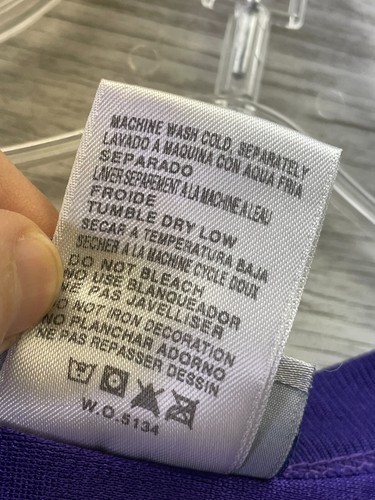 MACHINE WASH COLD, SEPARATELY
LAVADO A MAQUINA CON AQUA FRIA
SEPARADO
LAVER SEPAREMENT A LA MACHINE A LEAU
FROIDE
TUMBLE DRY LOW
SECAR A TEMPERATURA BAJA
SECHER A LA MACHINE CYCLE DOUX
DO NOT BLEACH
NO USE BLANQUEADOR
NE PAS JAVELLISER
DO NOT IRON DECORATION
NO PLANCHAR ADORNO
NE PAS REPASSER DESSIN
W.O.5134